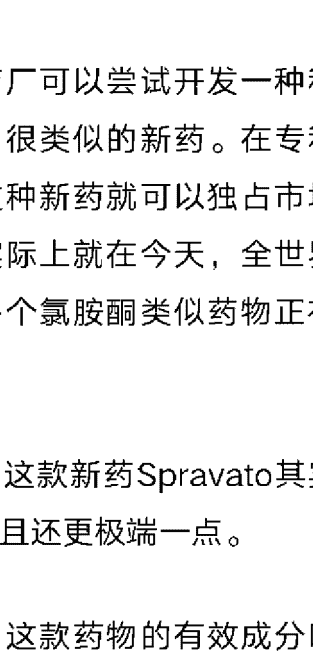 厂可以尝试开发一种
很类似的新药。在专
种新药就可以独占市
际上就在今天，全世
个氯胺酮类似药物正
这款新药Spravato其
且还更极端一点。
这款药物的有效成分